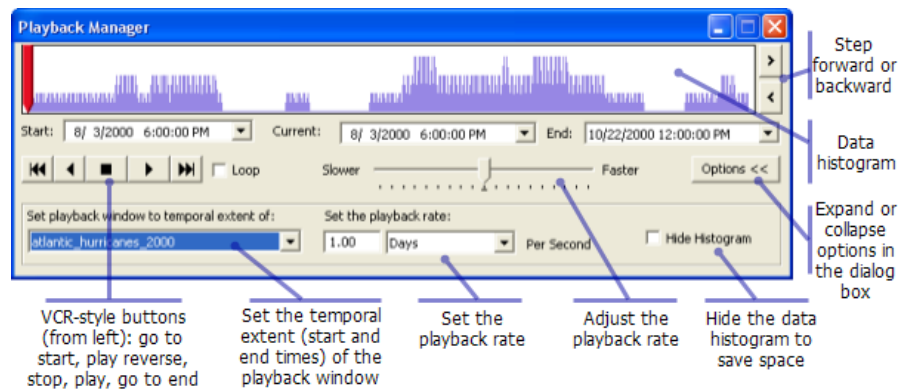 Playback Manager
Step
forward or
backward
Start: 8/ 3/2000 6:00:00 PM Current: 8/ 3/2000 6:00:00 PM End: 10/22/2000 12:00:00 PM
Data
histogram
Loop Slower Faster Options <<
Set playback window to temporal extent of: Set the playback rate:
atlantic_hurricanes_2000 1.00 Days Per Second Hide Histogram
Expand or
collapse
options in
the dialog
box
VCR-style buttons
(from left): go to
start, play reverse,
stop, play, go to end
Set the temporal
extent (start and
end times) of the
playback window
Set the
playback rate
Adjust the
playback rate
Hide the data
histogram to
save space